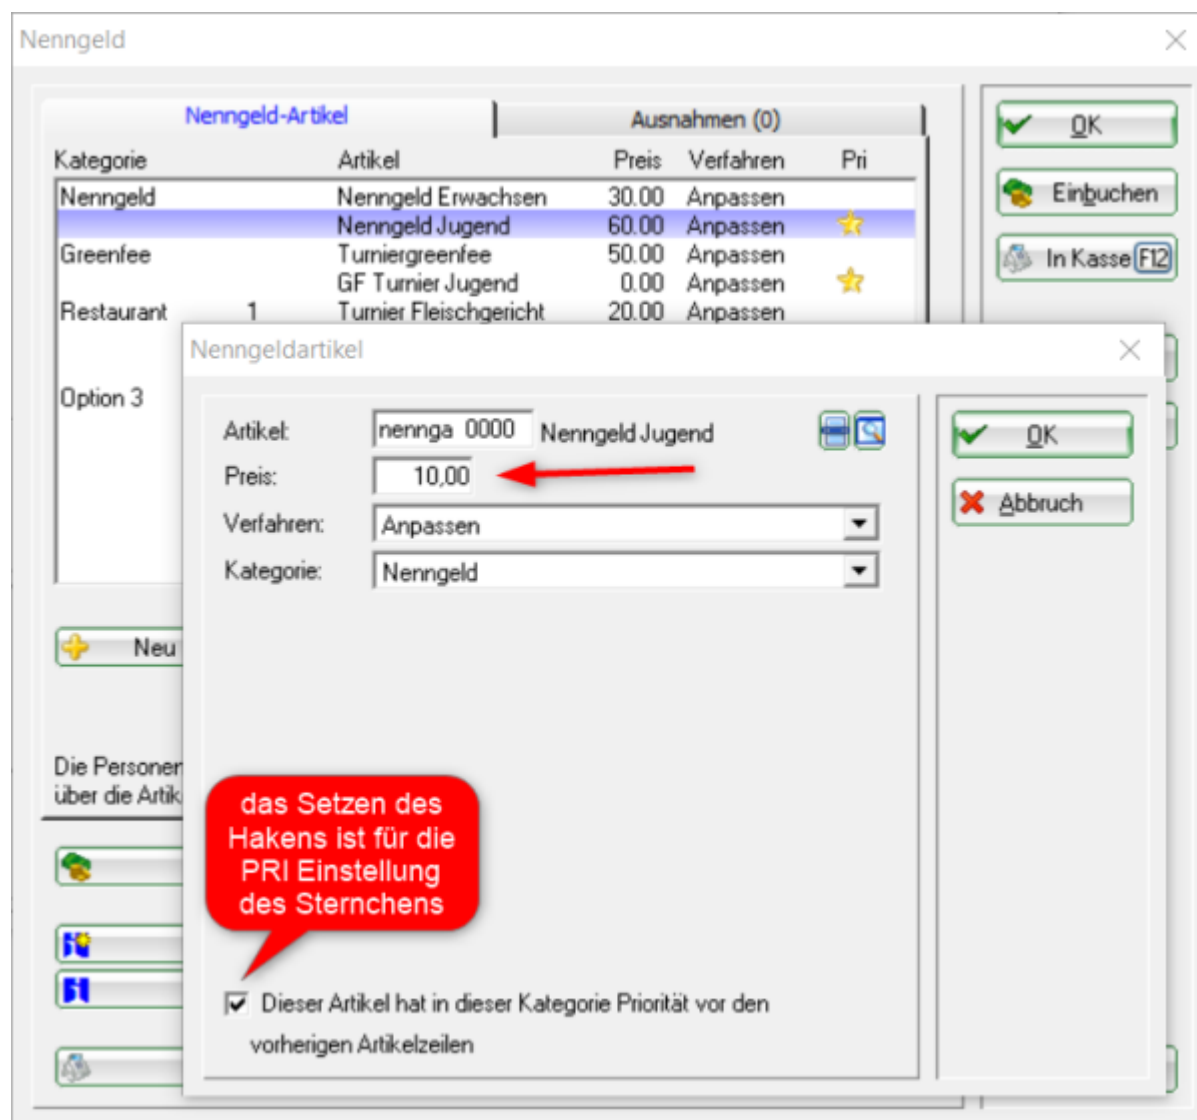 Nenngeld
Nenngeld-Artikel Ausnahmen (0)
Kategorie Artikel Preis Verfahren Pri
Nenngeld Nenngeld Erwachsen 30.00 Anpassen
Nenngeld Jugend 60.00 Anpassen
Greenfee Turniergreenfee 50.00 Anpassen
GF Turnier Jugend 0.00 Anpassen
Restaurant 1 Turnier Fleischgericht 20.00 Anpassen
Option 3
OK
Einbuchen
In Kasse F12
Nenngeldartikel
Artikel: nennga 0000 Nenngeld Jugend
Preis: 10,00
Verfahren: Anpassen
Kategorie: Nenngeld
OK
Abbruch
Neu
Die Personen
über die Artik
das Setzen des
Hakens ist für die
PRI Einstellung
des Sternchens
Dieser Artikel hat in dieser Kategorie Priorität vor den
vorherigen Artikelzeilen